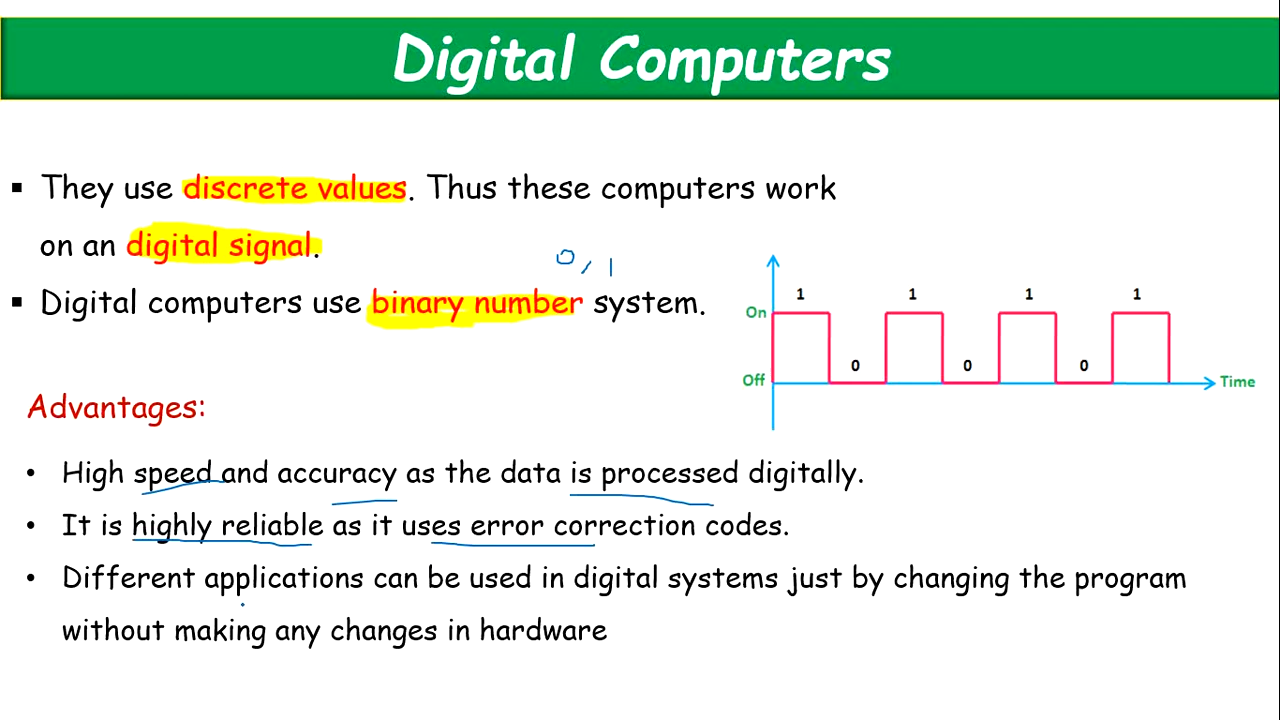 Digital Computers
▪ They use discrete values. Thus these computers work
on an digital signal.
0, 1
▪ Digital computers use binary number system.
1 1 1 1
On
0 0 0
Off
Time
Advantages:
• High speed and accuracy as the data is processed digitally.
• It is highly reliable as it uses error correction codes.
• Different applications can be used in digital systems just by changing the program
without making any changes in hardware